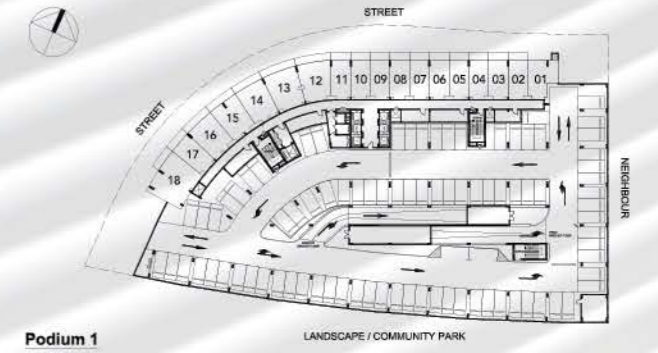 STREET
STREET
12 11 10 09 08 07 06 05 04 03 02 01
13
14
15
16
17
18
NEIGHBOUR
Podium 1
LANDSCAPE / COMMUNITY PARK